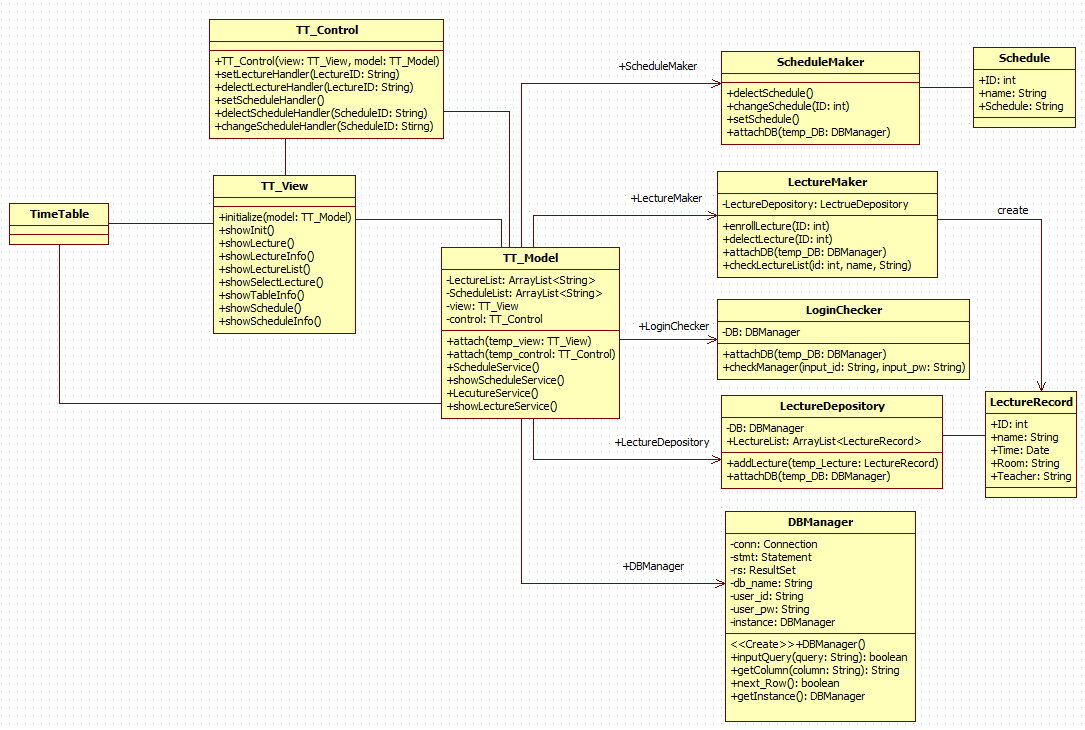 TT_Control
+TT_Control(view: TT_View, model: TT_Model)
+setLectureHandler(LectureID: String)
+delectLectureHandler(LectureID: String)
+setScheduleHandler()
+delectScheduleHandler(ScheduleID: String)
+changeScheduleHandler(ScheduleID: String)
TT_View
+initialize(model: TT_Model)
+showInit()
+showLecture()
+showLectureInfo()
+showLectureList()
+showSelectLecture()
+showTableInfo()
+showSchedule()
+showScheduleInfo()
TimeTable
TT_Model
-LectureList: ArrayList<String>
-ScheduleList: ArrayList<String>
-view: TT_View
-control: TT_Control
+attach(temp_view: TT_View)
+attach(temp_control: TT_Control)
+ScheduleService()
+showScheduleService()
+LecutureService()
+showLectureService()
+ScheduleMaker
ScheduleMaker
+delectSchedule()
+changeSchedule(ID: int)
+setSchedule()
+attachDB(temp_DB: DBManager)
Schedule
+ID: int
+name: String
+Schedule: String
+LectureMaker
LectureMaker
-LectureDepository: LectrueDepository
+enrollLecture(ID: int)
+delectLecture(ID: int)
+attachDB(temp_DB: DBManager)
+checkLectureList(id: int, name, String)
create
+LoginChecker
LoginChecker
-DB: DBManager
+attachDB(temp_DB: DBManager)
+checkManager(input_id: String, input_pw: String)
+LectureDepository
LectureDepository
-DB: DBManager
+LectureList: ArrayList<LectureRecord>
+addLecture(temp_Lecture: LectureRecord)
+attachDB(temp_DB: DBManager)
LectureRecord
+ID: int
+name: String
+Time: Date
+Room: String
+Teacher: String
+DBManager
DBManager
-conn: Connection
-stmt: Statement
-rs: ResultSet
-db_name: String
-user_id: String
-user_pw: String
-instance: DBManager
<<Create>>+DBManager()
+inputQuery(query: String): boolean
+getColumn(column: String): String
+next_Row(): boolean
+getInstance(): DBManager